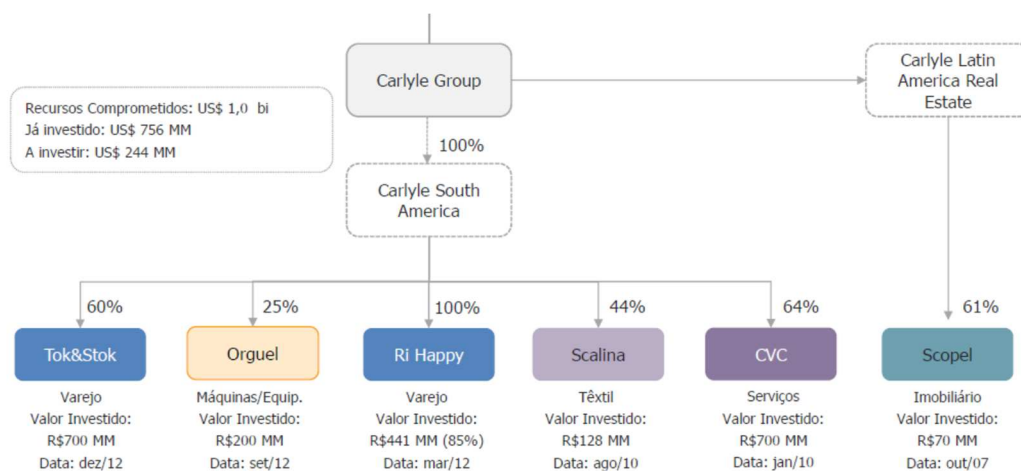 Carlyle Group
Carlyle Latin
America Real
Estate
Recursos Comprometidos: US$ 1,0 bi
Já investido: US$ 756 MM
A investir: US$ 244 MM
100%
Carlyle South
America
60%
25%
100%
44%
64%
61%
Tok&Stok
Orguel
Ri Happy
Scalina
CVC
Scopel
Varejo
Valor Investido:
R$700 MM
Data: dez/12
Máquinas/Equip.
Valor Investido:
R$200 MM
Data: set/12
Varejo
Valor Investido:
R$441 MM (85%)
Data: mar/12
Têxtil
Valor Investido:
R$128 MM
Data: ago/10
Serviços
Valor Investido:
R$700 MM
Data: jan/10
Imobiliário
Valor Investido:
R$70 MM
Data: out/07